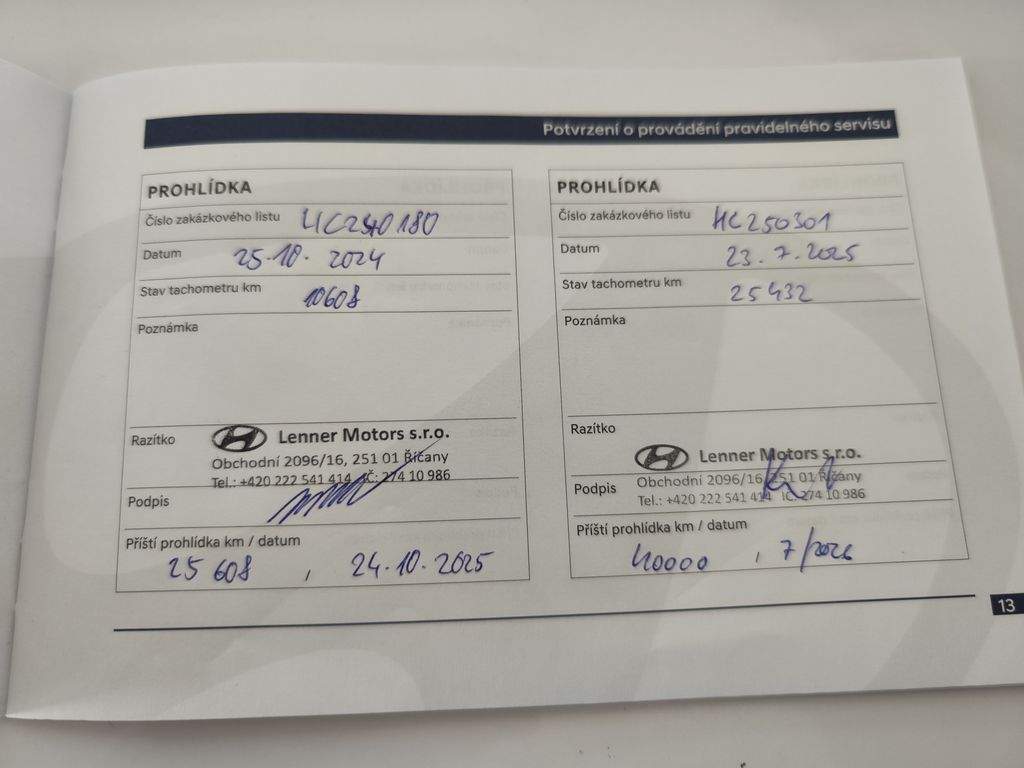 Potvrzení o provádění pravidelného servisu
PROHLÍDKA
Číslo zakázkového listu HC240180
Datum 25.10. 2024
Stav tachometru km 10608
Poznámka
Razítko Lenner Motors s.r.o.
Obchodní 2096/16, 251 01 Říčany
Tel.: +420 222 541 414 IČ: 274 10 986
Podpis
Příští prohlídka km / datum
25 608 , 24.10.2025
PROHLÍDKA
Číslo zakázkového listu HC250301
Datum 23.7.2025
Stav tachometru km 25432
Poznámka
Razítko
Lenner Motors s.r.o.
Obchodní 2096/16, 251 01 Říčany
Podpis Tel.: +420 222 541 414 IČ: 274 10 986
Příští prohlídka km / datum
40000 , 7/2026
13